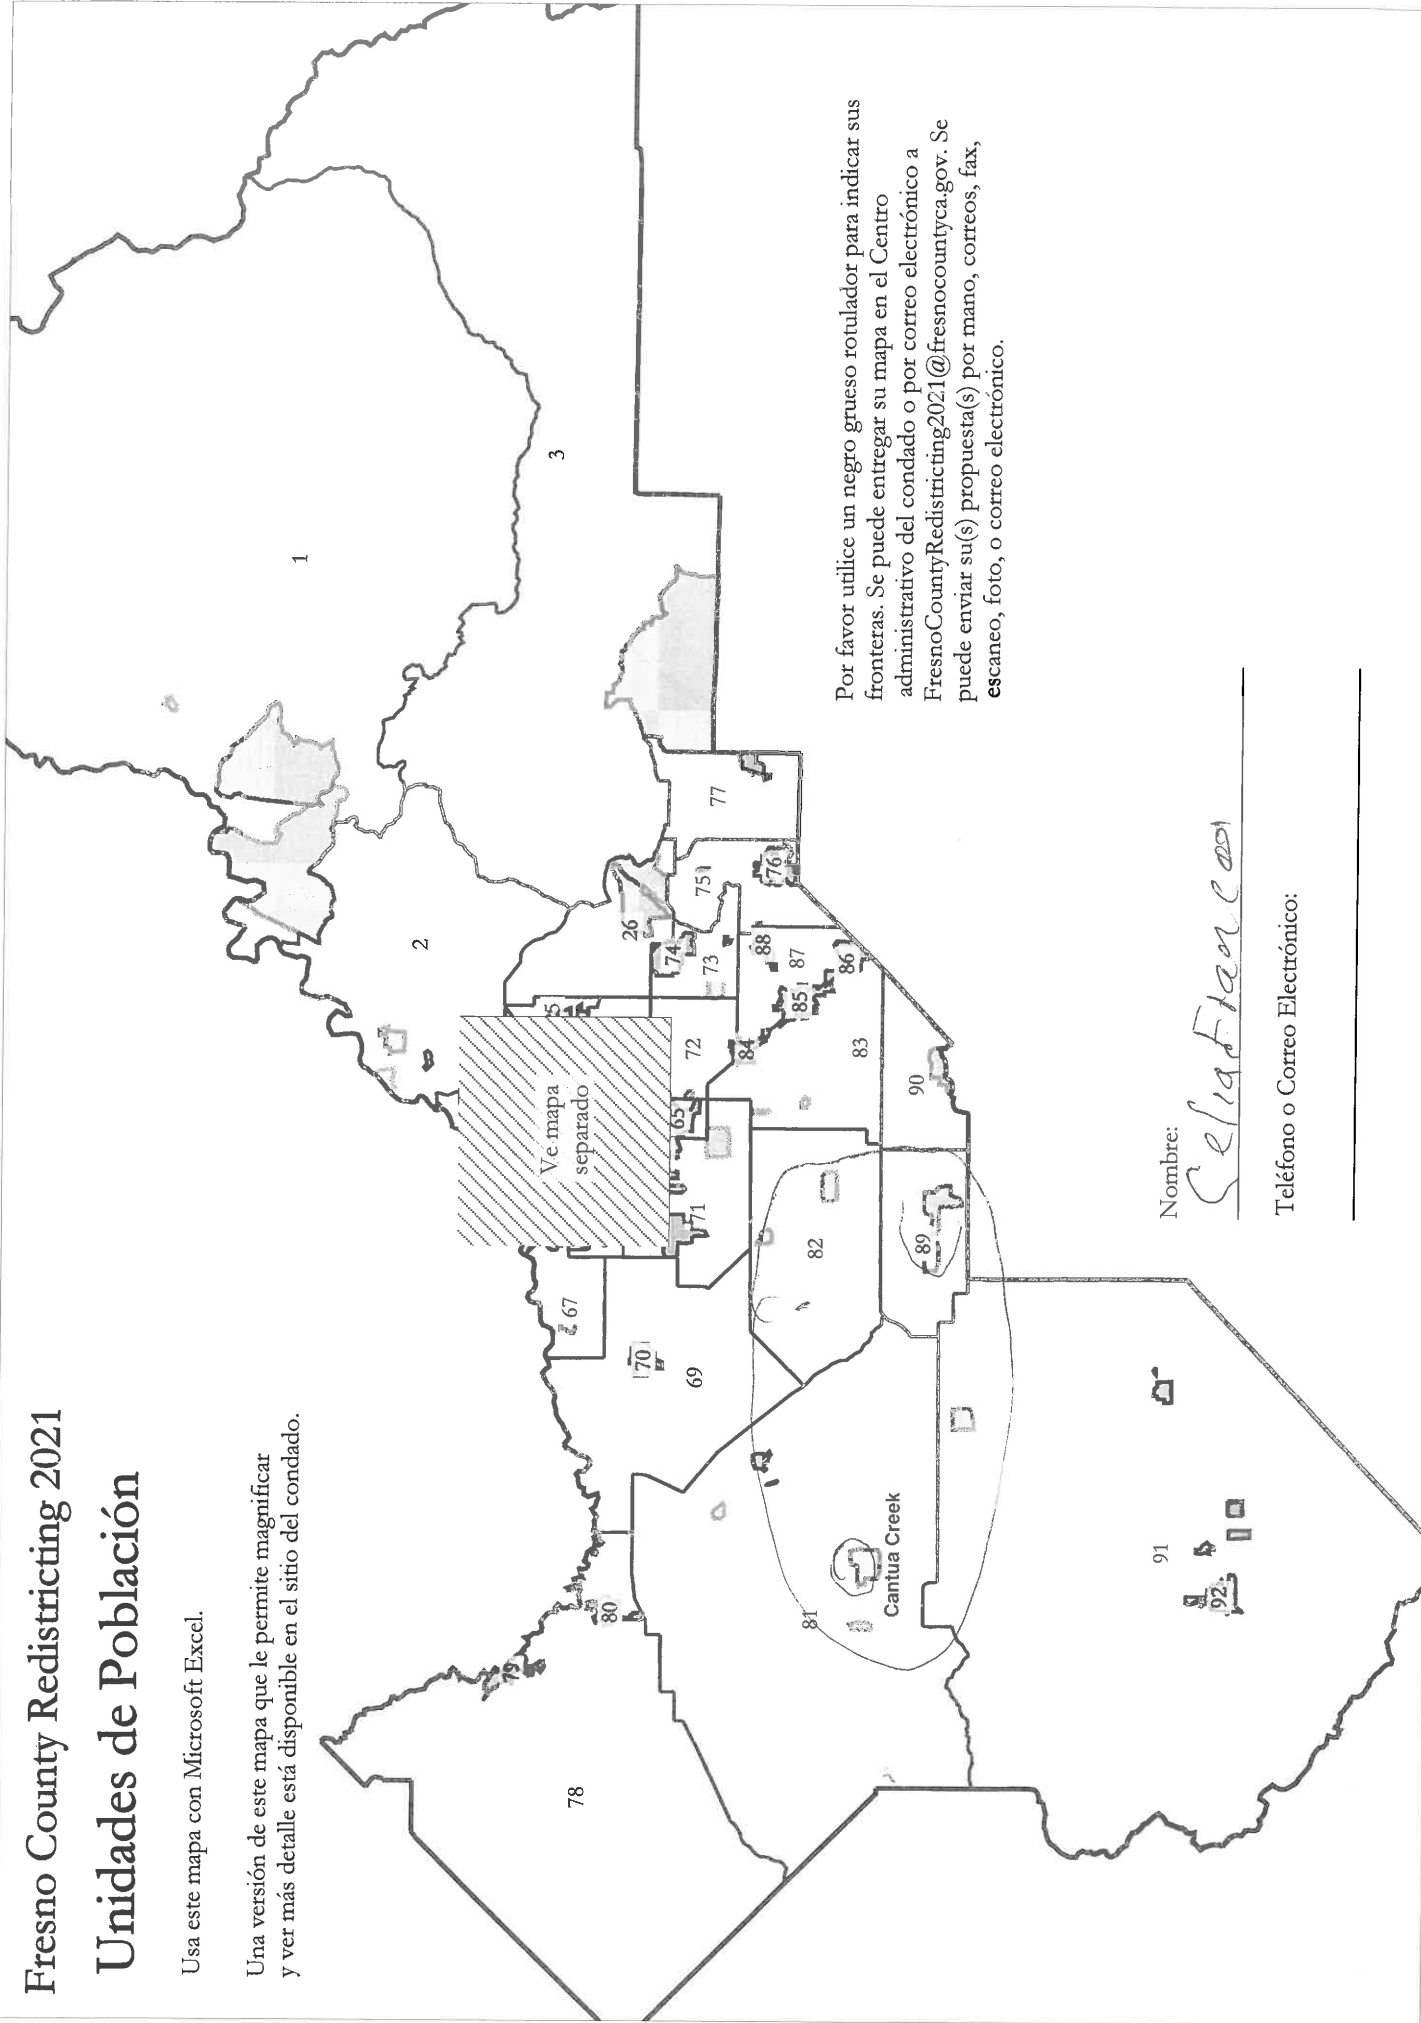 Fresno County Redistricting 2021
Unidades de Población
Usa este mapa con Microsoft Excel.
Una versión de este mapa que le permite magnificar
y ver más detalle está disponible en el sitio del condado.
78
79
80
81
Cantua Creek
91
92
69
70
67
71
82
89
Ve mapa
separado
65
72
84
83
90
85
86
87
88
73
74
26
75
76
77
2
1
3
Por favor utilice un negro grueso rotulador para indicar sus
fronteras. Se puede entregar su mapa en el Centro
administrativo del condado o por correo electrónico a
FresnoCountyRedistricting2021@fresnocountyca.gov. Se
puede enviar su(s) propuesta(s) por mano, correos, fax,
escaneo, foto, o correo electrónico.
Nombre:
Teléfono o Correo Electrónico: